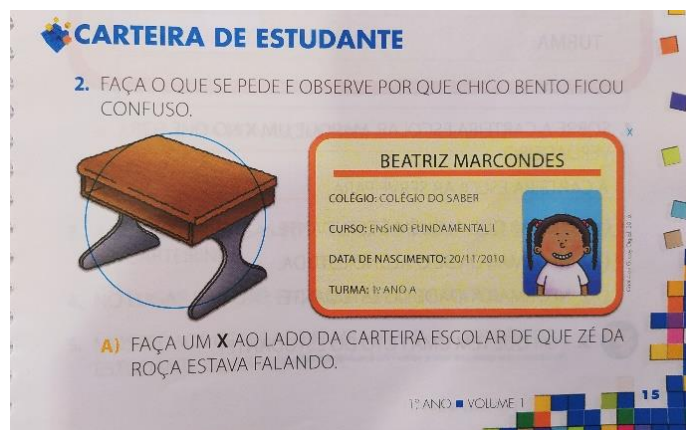 CARTEIRA DE ESTUDANTE
2. FAÇA O QUE SE PEDE E OBSERVE POR QUE CHICO BENTO FICOU
CONFUSO.
X
BEATRIZ MARCONDES
COLÉGIO: COLÉGIO DO SABER
CURSO: ENSINO FUNDAMENTAL I
DATA DE NASCIMENTO: 20/11/2010
TURMA: 1º ANO A
A) FAÇA UM X AO LADO DA CARTEIRA ESCOLAR DE QUE ZÉ DA
ROÇA ESTAVA FALANDO.
1º ANO ■ VOLUME 1
15